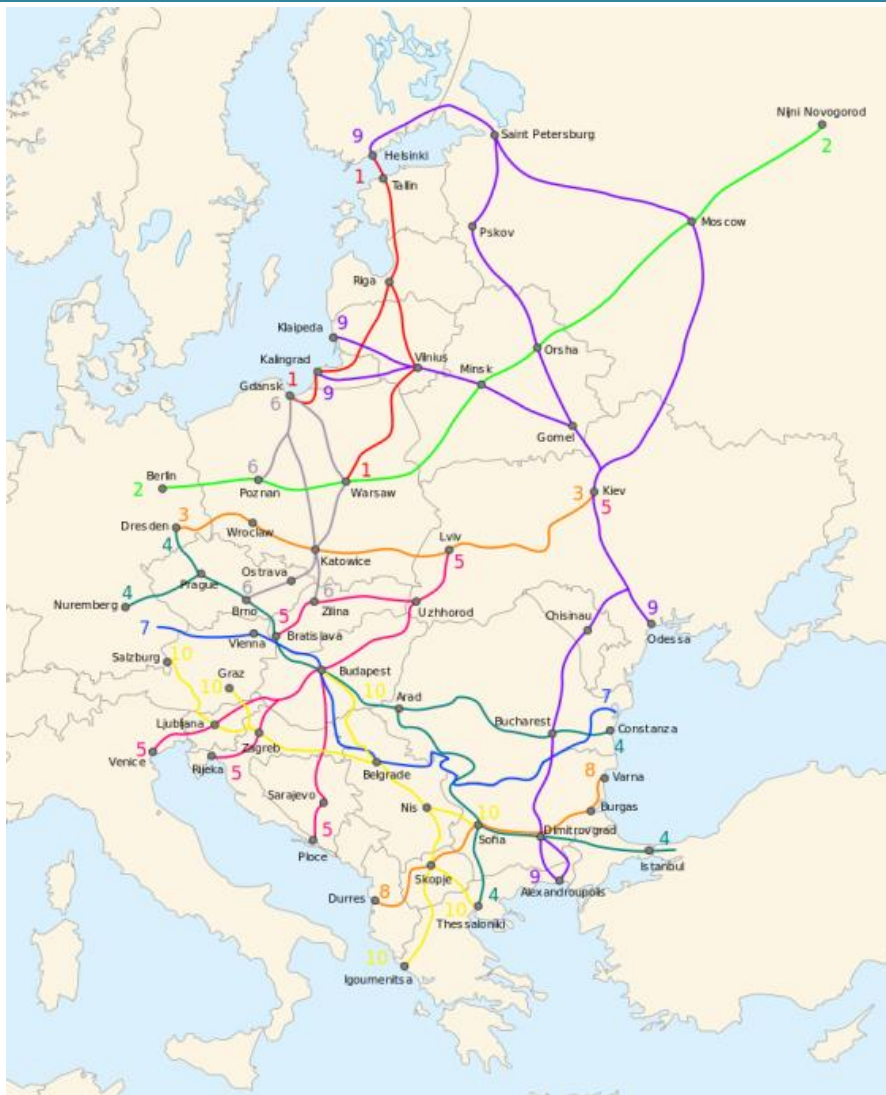 Nijni Novogorod
2
9
Saint Petersburg
Helsinki
1
Tallin
Moscow
Pskov
Riga
Klaipeda
9
Kalingrad
Vilnius
Orsha
Minsk
Gdansk
1
9
6
Gomel
Berlin
6
1
2
Poznan
Warsaw
3
Kiev
5
Dresden
3
Wroclaw
Lviv
4
Katowice
5
Ostrava
Prague
4
6
6
Nuremberg
Brno
Zilina
Uzhhorod
5
Chisinau
9
7
Vienna
Bratislava
Odessa
Salzburg
10
Graz
Budapest
10
10
Arad
7
Ljubljana
Bucharest
Constanza
Zagreb
4
5
Venice
Rijeka
5
Belgrade
8
Varna
Sarajevo
Nis
10
Burgas
5
Sofia
Dimitrovgrad
4
Ploce
Istanbul
Skopje
9
Alexandroupolis
Durres
8
4
10
Thessaloniki
10
Igoumenitsa